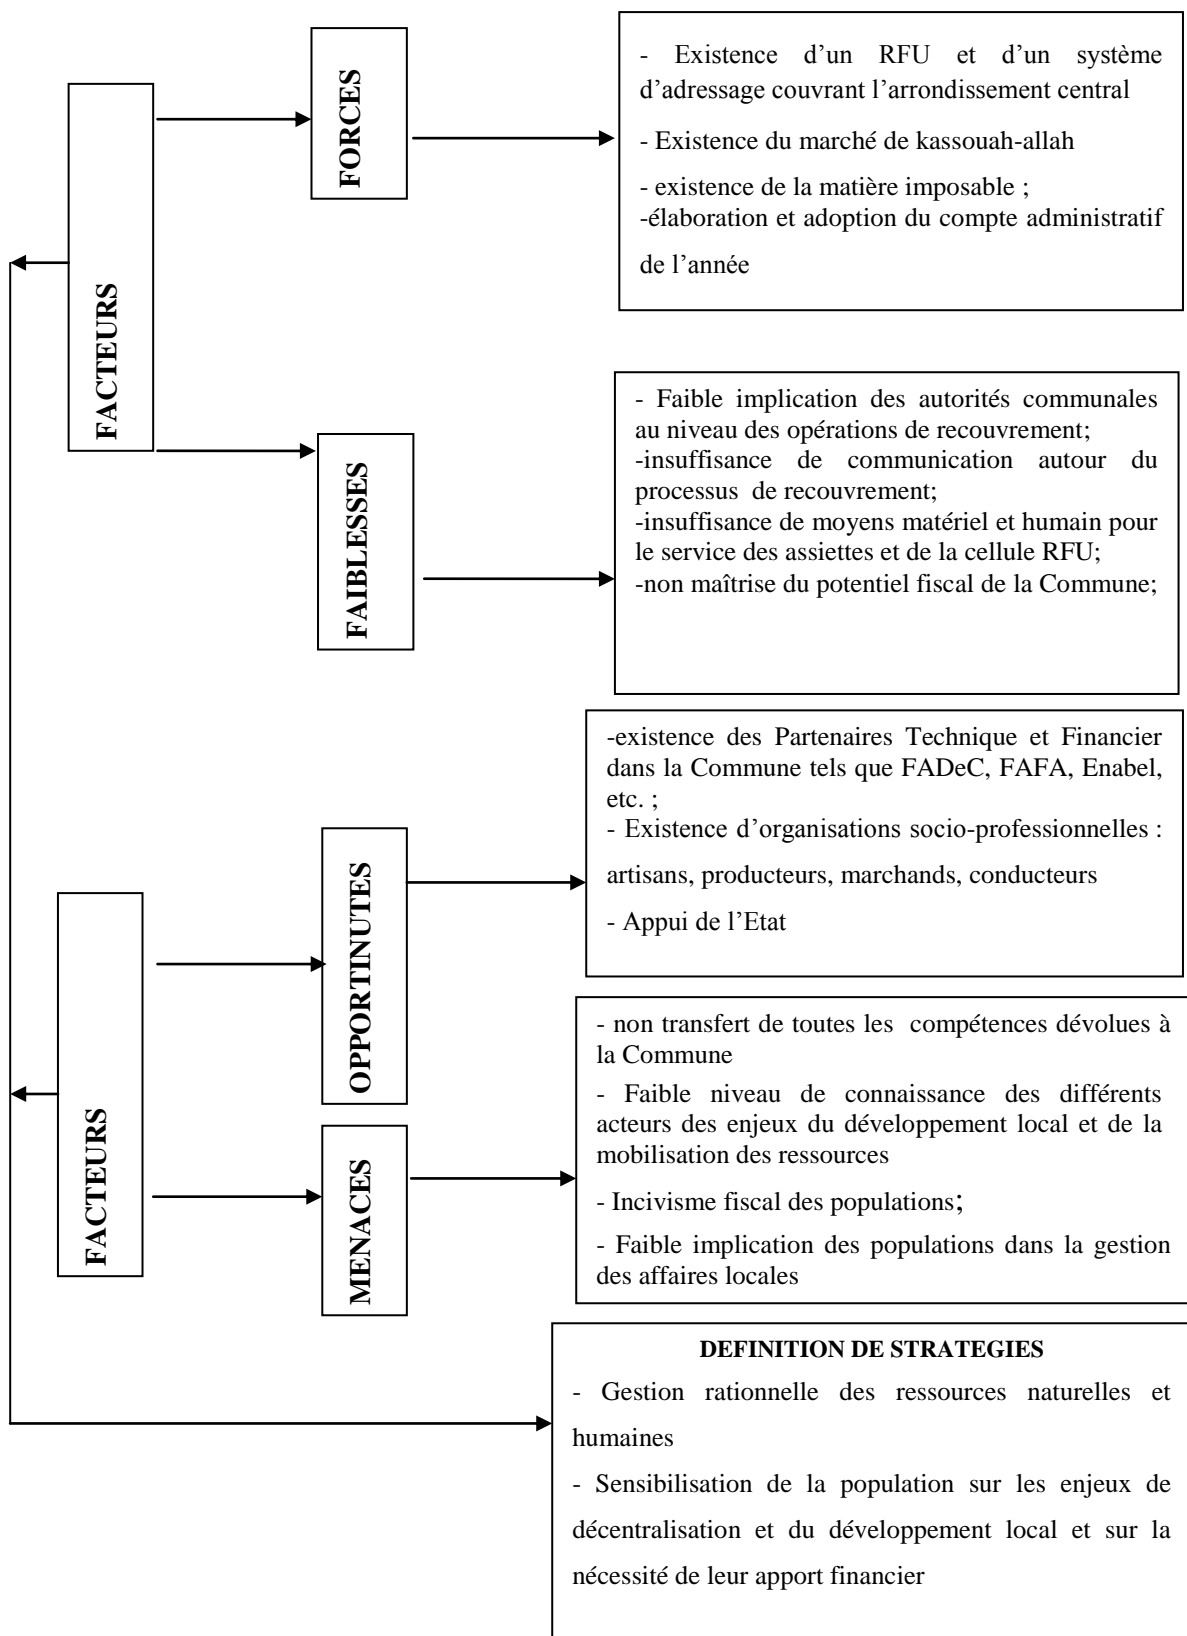 FACTEURS
FORCES
- Existence d’un RFU et d’un système
d’adressage couvrant l’arrondissement central
- Existence du marché de kassouah-allah
- existence de la matière imposable ;
-élaboration et adoption du compte administratif
de l’année
FAIBLESSES
- Faible implication des autorités communales
au niveau des opérations de recouvrement;
-insuffisance de communication autour du
processus de recouvrement;
-insuffisance de moyens matériel et humain pour
le service des assiettes et de la cellule RFU;
-non maîtrise du potentiel fiscal de la Commune;
FACTEURS
OPPORTINUTES
-existence des Partenaires Technique et Financier
dans la Commune tels que FADeC, FAFA, Enabel,
etc. ;
- Existence d’organisations socio-professionnelles :
artisans, producteurs, marchands, conducteurs
- Appui de l’Etat
MENACES
- non transfert de toutes les compétences dévolues à
la Commune
- Faible niveau de connaissance des différents
acteurs des enjeux du développement local et de la
mobilisation des ressources
- Incivisme fiscal des populations;
- Faible implication des populations dans la gestion
des affaires locales
DEFINITION DE STRATEGIES
- Gestion rationnelle des ressources naturelles et
humaines
- Sensibilisation de la population sur les enjeux de
décentralisation et du développement local et sur la
nécessité de leur apport financier